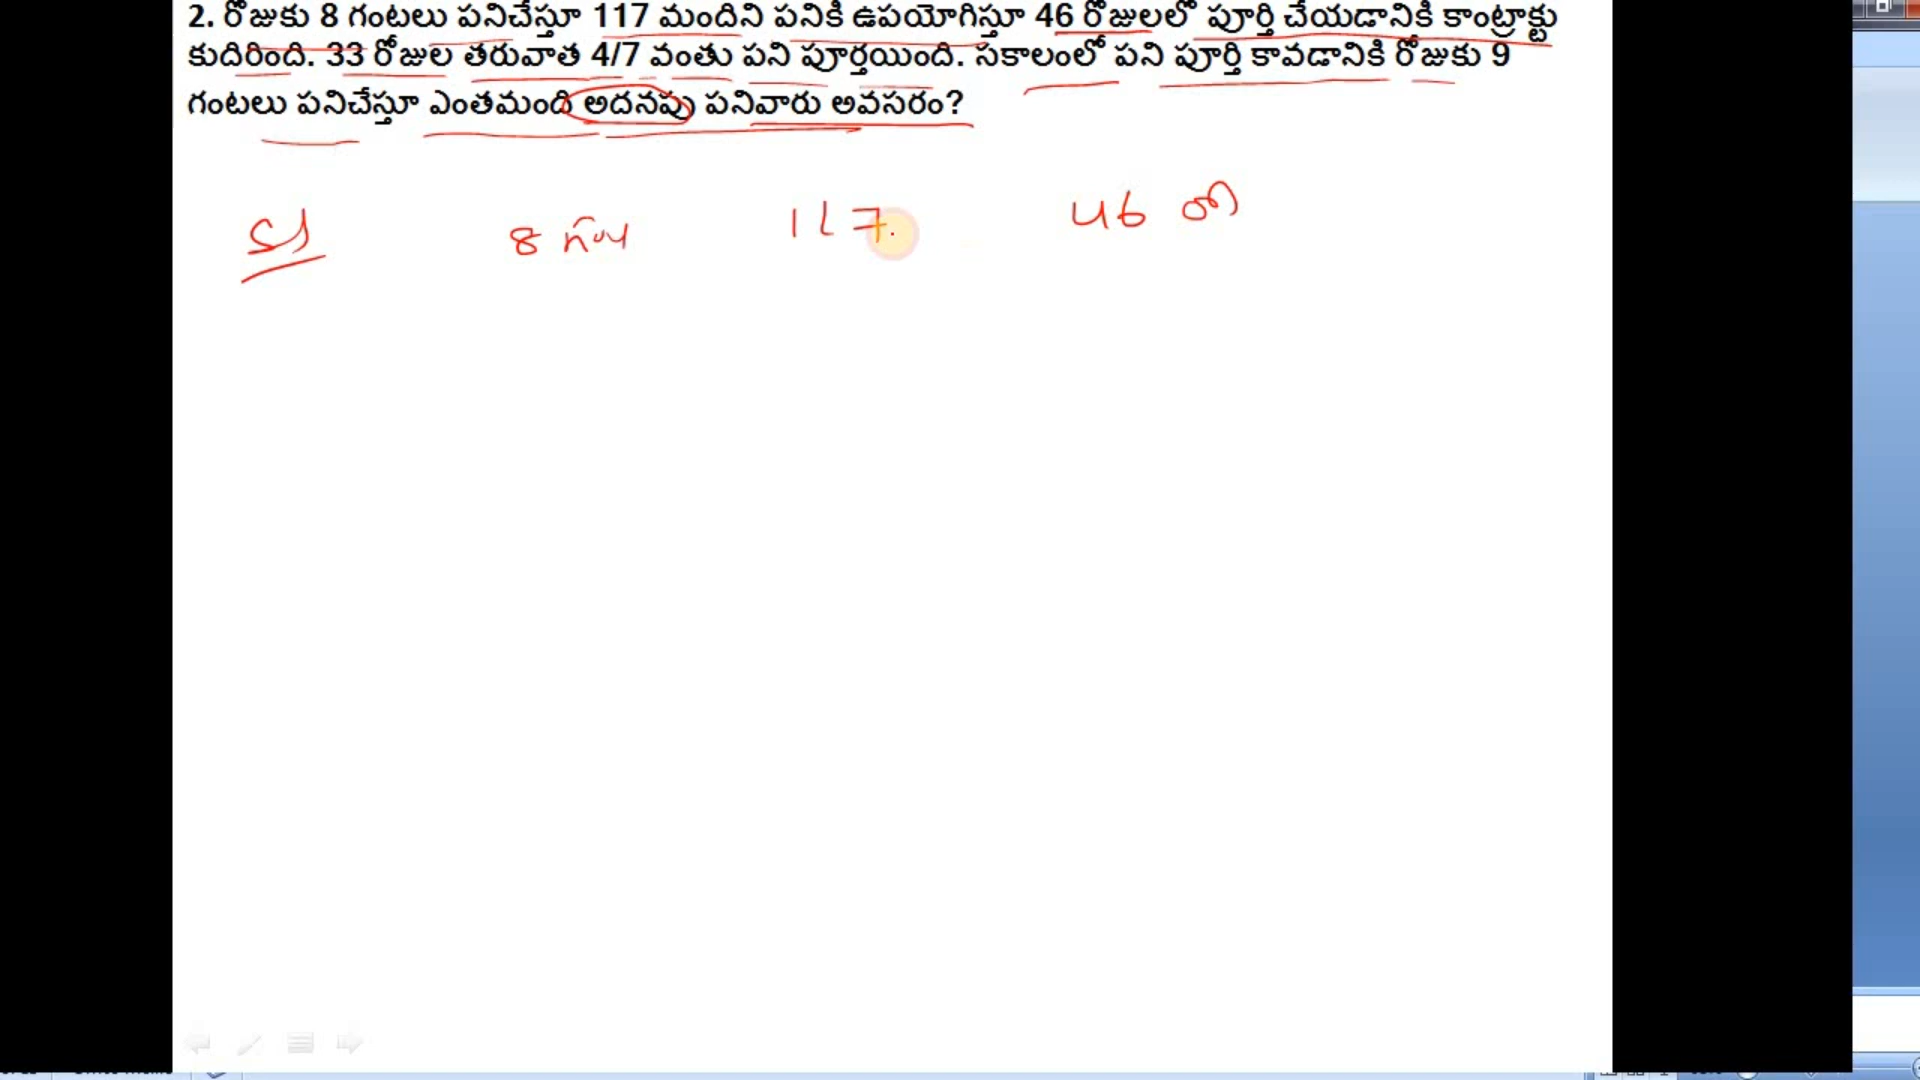 2. రోజుకు 8 గంటలు పనిచేస్తూ 117 మందిని పనికి ఉపయోగిస్తూ 46 రోజులలో పూర్తి చేయడానికి కాంట్రాక్టు
కుదిరింది. 33 రోజుల తరువాత 4/7 వంతు పని పూర్తయింది. సకాలంలో పని పూర్తి కావడానికి రోజుకు 9
గంటలు పనిచేస్తూ ఎంతమంది అదనపు పనివారు అవసరం?
8 గం 117 46 రో